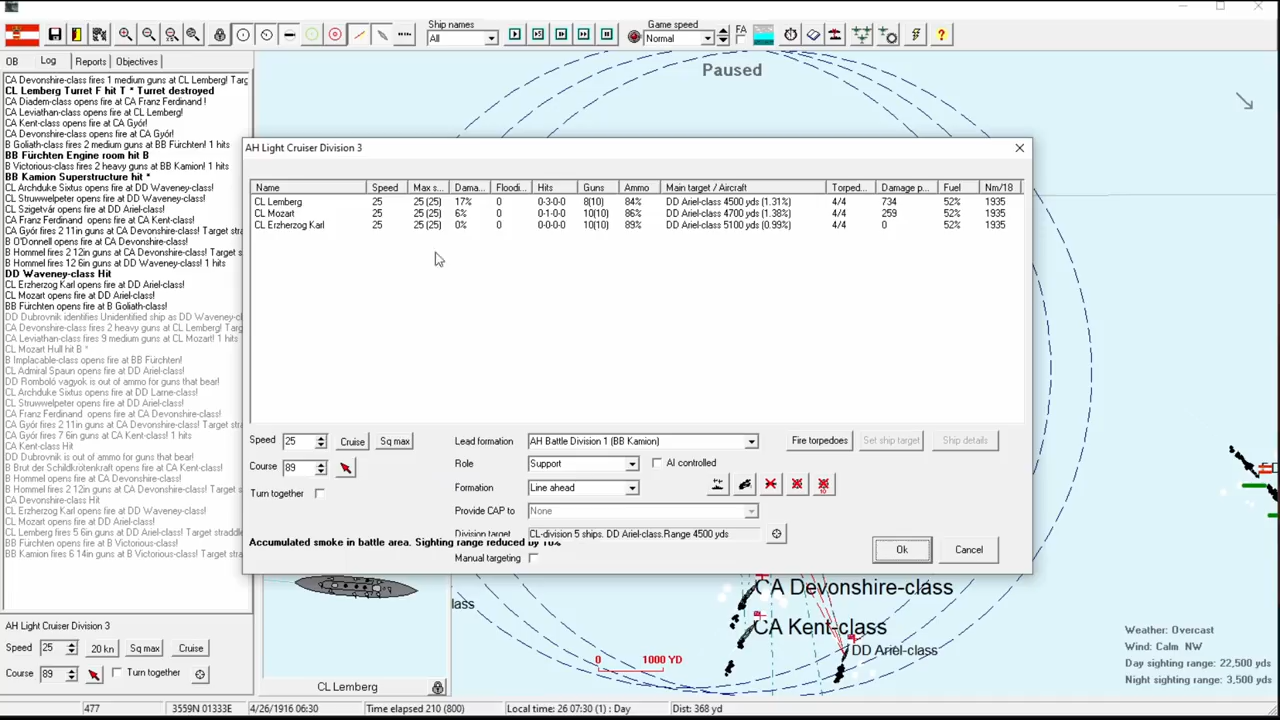 Ship names
Game speed
All
Normal
FA
OB
Log
Reports
Objectives
CA Devonshire-class fires 1 medium guns at CL Lemberg! Targ
CL Lemberg Turret F hit T * Turret destroyed
CA Diadem-class opens fire at CA Franz Ferdinand !
CA Leviathan-class opens fire at CL Lemberg!
CA Kent-class opens fire at CA Györ!
CA Devonshire-class opens fire at CA Györ!
B Goliath-class fires 2 medium guns at BB Fürchten! 1 hits
BB Fürchten Engine room hit B
B Victorious-class fires 2 heavy guns at BB Kamion! 1 hits
BB Kamion Superstructure hit *
CL Archduke Sixtus opens fire at DD Waveney-class!
CL Struwwelpeter opens fire at DD Waveney-class!
CL Szigetvár opens fire at DD Ariel-class!
CA Franz Ferdinand opens fire at CA Kent-class!
CA Györ fires 2 11in guns at CA Devonshire-class! Target str
B O'Donnell opens fire at CA Devonshire-class!
B Hommel fires 2 12in guns at CA Devonshire-class! Target st
B Hommel fires 12 6in guns at DD Waveney-class! 1 hits
DD Waveney-class Hit
CL Erzherzog Karl opens fire at DD Ariel-class!
CL Mozart opens fire at DD Ariel-class!
BB Fürchten opens fire at B Goliath-class!
DD Dubrovnik identifies Unidentified ship as DD Waveney-clas
CA Devonshire-class fires 2 heavy guns at CL Lemberg! Targ
CA Leviathan-class fires 9 medium guns at CL Mozart! 1 hits
CL Mozart Hull hit B *
B Implacable-class opens fire at BB Fürchten!
CL Admiral Spaun opens fire at DD Ariel-class!
DD Romboló vagyok is out of ammo for guns that bear!
CL Archduke Sixtus opens fire at DD Larne-class!
CL Struwwelpeter opens fire at DD Ariel-class!
CA Franz Ferdinand opens fire at CA Devonshire-class!
CA Györ fires 2 11in guns at CA Devonshire-class! Target str
CA Györ fires 7 6in guns at CA Kent-class! 1 hits
CA Kent-class Hit
DD Dubrovnik is out of ammo for guns that bear!
B Brut der Schildkrötenkraft opens fire at CA Devonshire-class!
B Hommel opens fire at CA Devonshire-class!
B Hommel fires 2 12in guns at CA Devonshire-class! Target st
CA Devonshire-class Hit
CL Erzherzog Karl opens fire at DD Ariel-class!
CL Mozart opens fire at DD Ariel-class!
CL Lemberg fires 5 6in guns at DD Ariel-class! Target straddl
BB Fürchten opens fire at B Goliath-class!
BB Kamion fires 6 14in guns at B Victorious-class! Target stra
Paused
AH Light Cruiser Division 3
Name Speed Max s... Dama... Floodi... Hits Guns Ammo Main target / Aircraft Torped... Damage p... Fuel Nm/18
CL Lemberg 25 25 (25) 17% 0 0-3-0-0 8(10) 84% DD Ariel-class 4500 yds (1.31%) 4/4 734 52% 1935
CL Mozart 25 25 (25) 6% 0 0-1-0-0 10(10) 86% DD Ariel-class 4700 yds (1.38%) 4/4 259 52% 1935
CL Erzherzog Karl 25 25 (25) 0% 0 0-0-0-0 10(10) 89% DD Ariel-class 5100 yds (0.99%) 4/4 0 52% 1935
Speed 25 Cruise Sq max
Course 89
Turn together
Lead formation AH Battle Division 1 (BB Kamion)
Fire torpedoes Set ship target Ship details
Role Support AI controlled
Formation Line ahead
Provide CAP to None
Division target CL-division 5 ships. DD Ariel-class.Range 4500 yds
Accumulated smoke in battle area. Sighting range reduced by 10%
Manual targeting
Ok Cancel
CA Devonshire-class
lass
CA Kent-class
DD Ariel-class
0 1000 YD
CL Lemberg
AH Light Cruiser Division 3
Speed 25 20 kn Sq max Cruise
Course 89 Turn together
Weather: Overcast
Wind: Calm NW
Day sighting range: 22,500 yds
Night sighting range: 3,500 yds
477 3559N 01333E 4/26/1916 06:30 Time elapsed 210 (800) Local time: 26 07:30 (1) : Day Dist: 368 yd